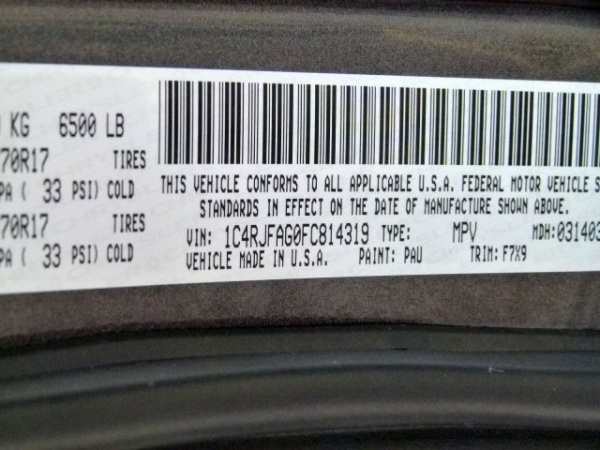 KG 6500 LB
70R17 TIRES
PA ( 33 PSI) COLD
70R17 TIRES
PA ( 33 PSI) COLD
THIS VEHICLE CONFORMS TO ALL APPLICABLE U.S.A. FEDERAL MOTOR VEHICLE S
STANDARDS IN EFFECT ON THE DATE OF MANUFACTURE SHOWN ABOVE.
VIN: 1C4RJFAG0FC814319 TYPE: MPV MDH:031403
VEHICLE MADE IN U.S.A. PAINT: PAU TRIM: F7X9